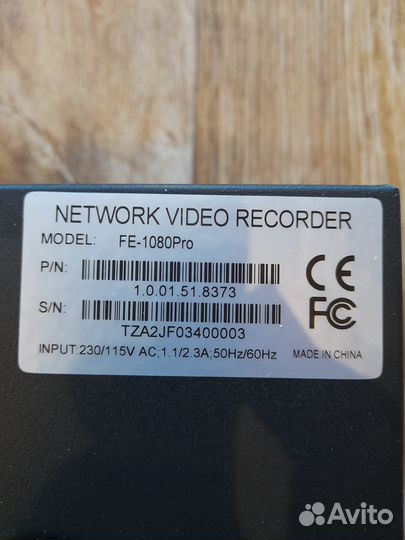 NETWORK VIDEO RECORDER
MODEL: FE-1080Pro
P/N:
1.0.01.51.8373
S/N:
TZA2JF03400003
INPUT:230/115V AC;1.1/2.3A;50Hz/60Hz
CE
FC
MADE IN CHINA
Avito